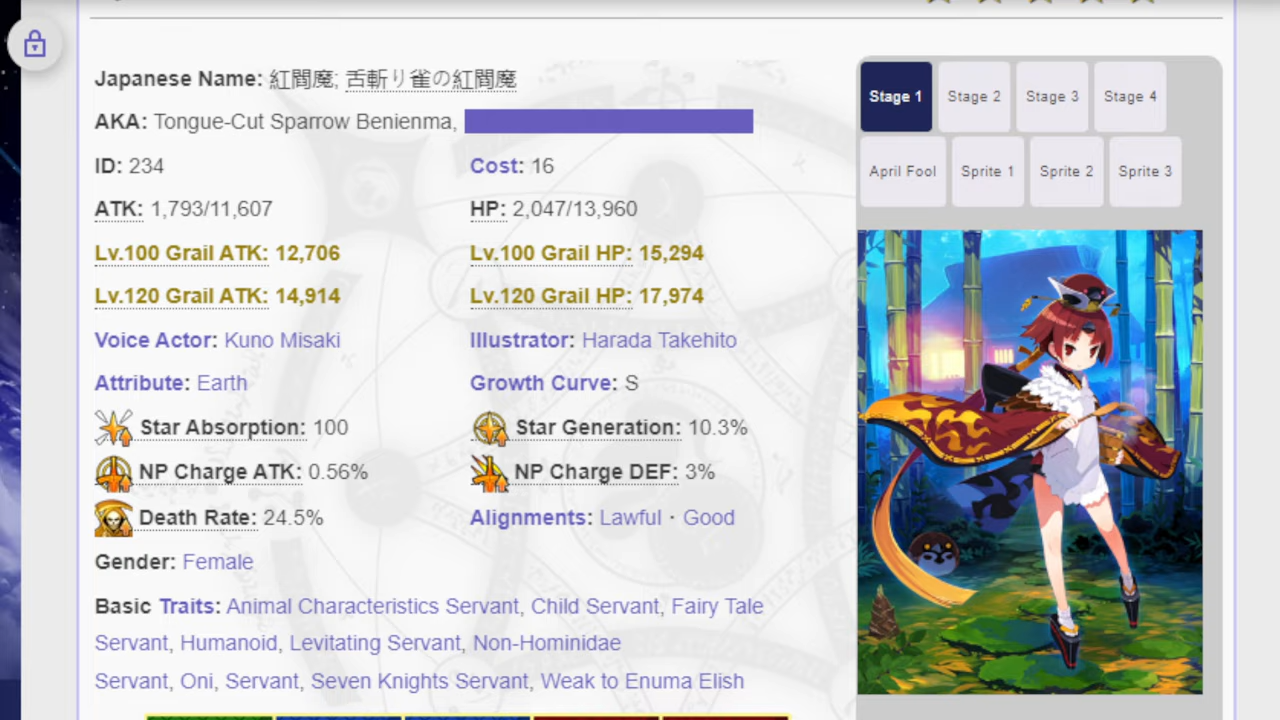 Japanese Name: 紅閻魔; 舌斬り雀の紅閻魔
AKA: Tongue-Cut Sparrow Benienma,
ID: 234
Cost: 16
ATK: 1,793/11,607
HP: 2,047/13,960
Lv.100 Grail ATK: 12,706
Lv.100 Grail HP: 15,294
Lv.120 Grail ATK: 14,914
Lv.120 Grail HP: 17,974
Voice Actor: Kuno Misaki
Illustrator: Harada Takehito
Attribute: Earth
Growth Curve: S
Star Absorption: 100
Star Generation: 10.3%
NP Charge ATK: 0.56%
NP Charge DEF: 3%
Death Rate: 24.5%
Alignments: Lawful・Good
Gender: Female
Basic Traits: Animal Characteristics Servant, Child Servant, Fairy Tale
Servant, Humanoid, Levitating Servant, Non-Hominidae
Servant, Oni, Servant, Seven Knights Servant, Weak to Enuma Elish
Stage 1
Stage 2
Stage 3
Stage 4
April Fool
Sprite 1
Sprite 2
Sprite 3